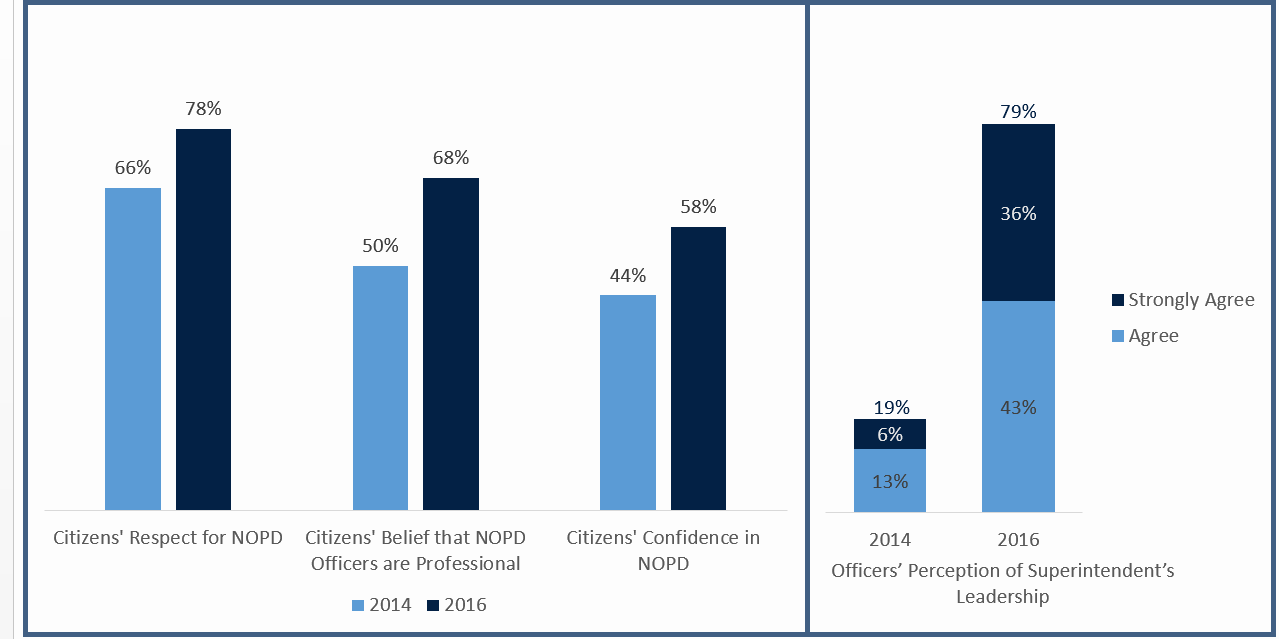 78%
66%
68%
50%
58%
44%
Citizens' Respect for NOPD
Citizens' Belief that NOPD
Officers are Professional
Citizens' Confidence in
NOPD
2014 2016
79%
36%
43%
19%
6%
13%
Strongly Agree
Agree
2014 2016
Officers’ Perception of Superintendent’s
Leadership